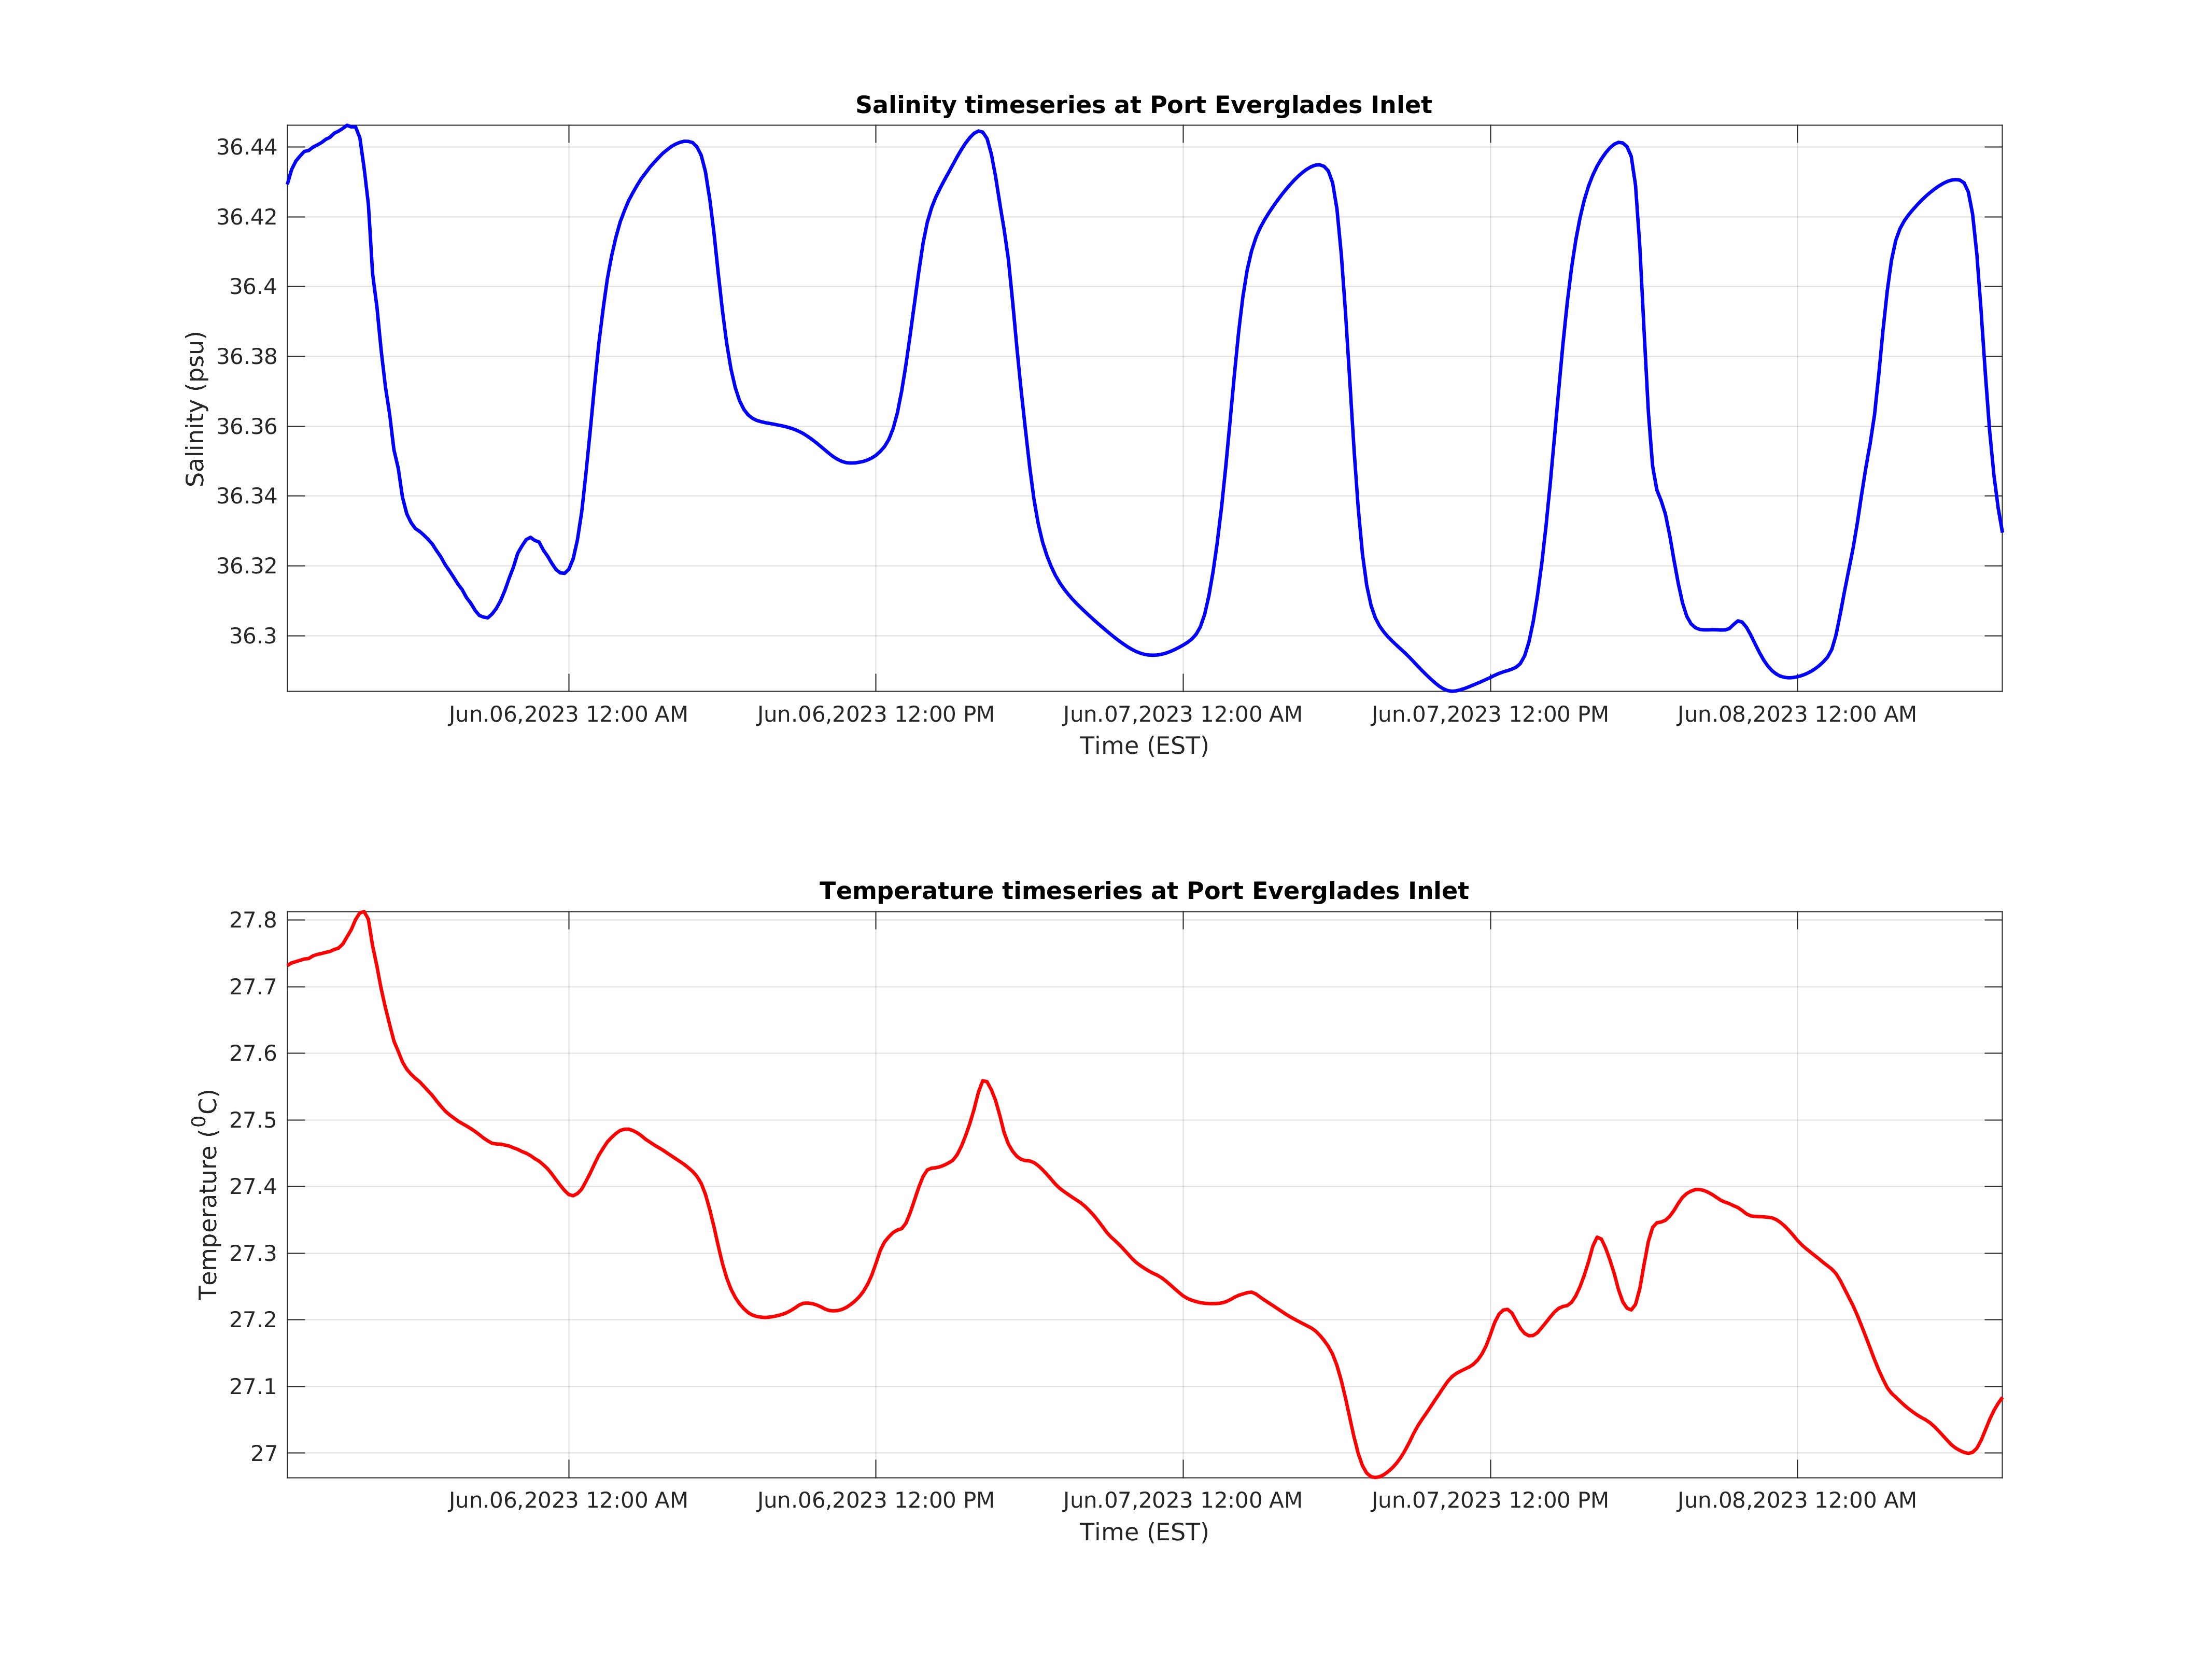 Salinity timeseries at Port Everglades Inlet
36.44
36.42
36.4
36.38
36.36
36.34
36.32
36.3
Salinity (psu)
Jun.06,2023 12:00 AM Jun.06,2023 12:00 PM Jun.07,2023 12:00 AM Jun.07,2023 12:00 PM Jun.08,2023 12:00 AM
Time (EST)
Temperature timeseries at Port Everglades Inlet
27.8
27.7
27.6
27.5
27.4
27.3
27.2
27.1
27
Temperature (⁰C)
Jun.06,2023 12:00 AM Jun.06,2023 12:00 PM Jun.07,2023 12:00 AM Jun.07,2023 12:00 PM Jun.08,2023 12:00 AM
Time (EST)